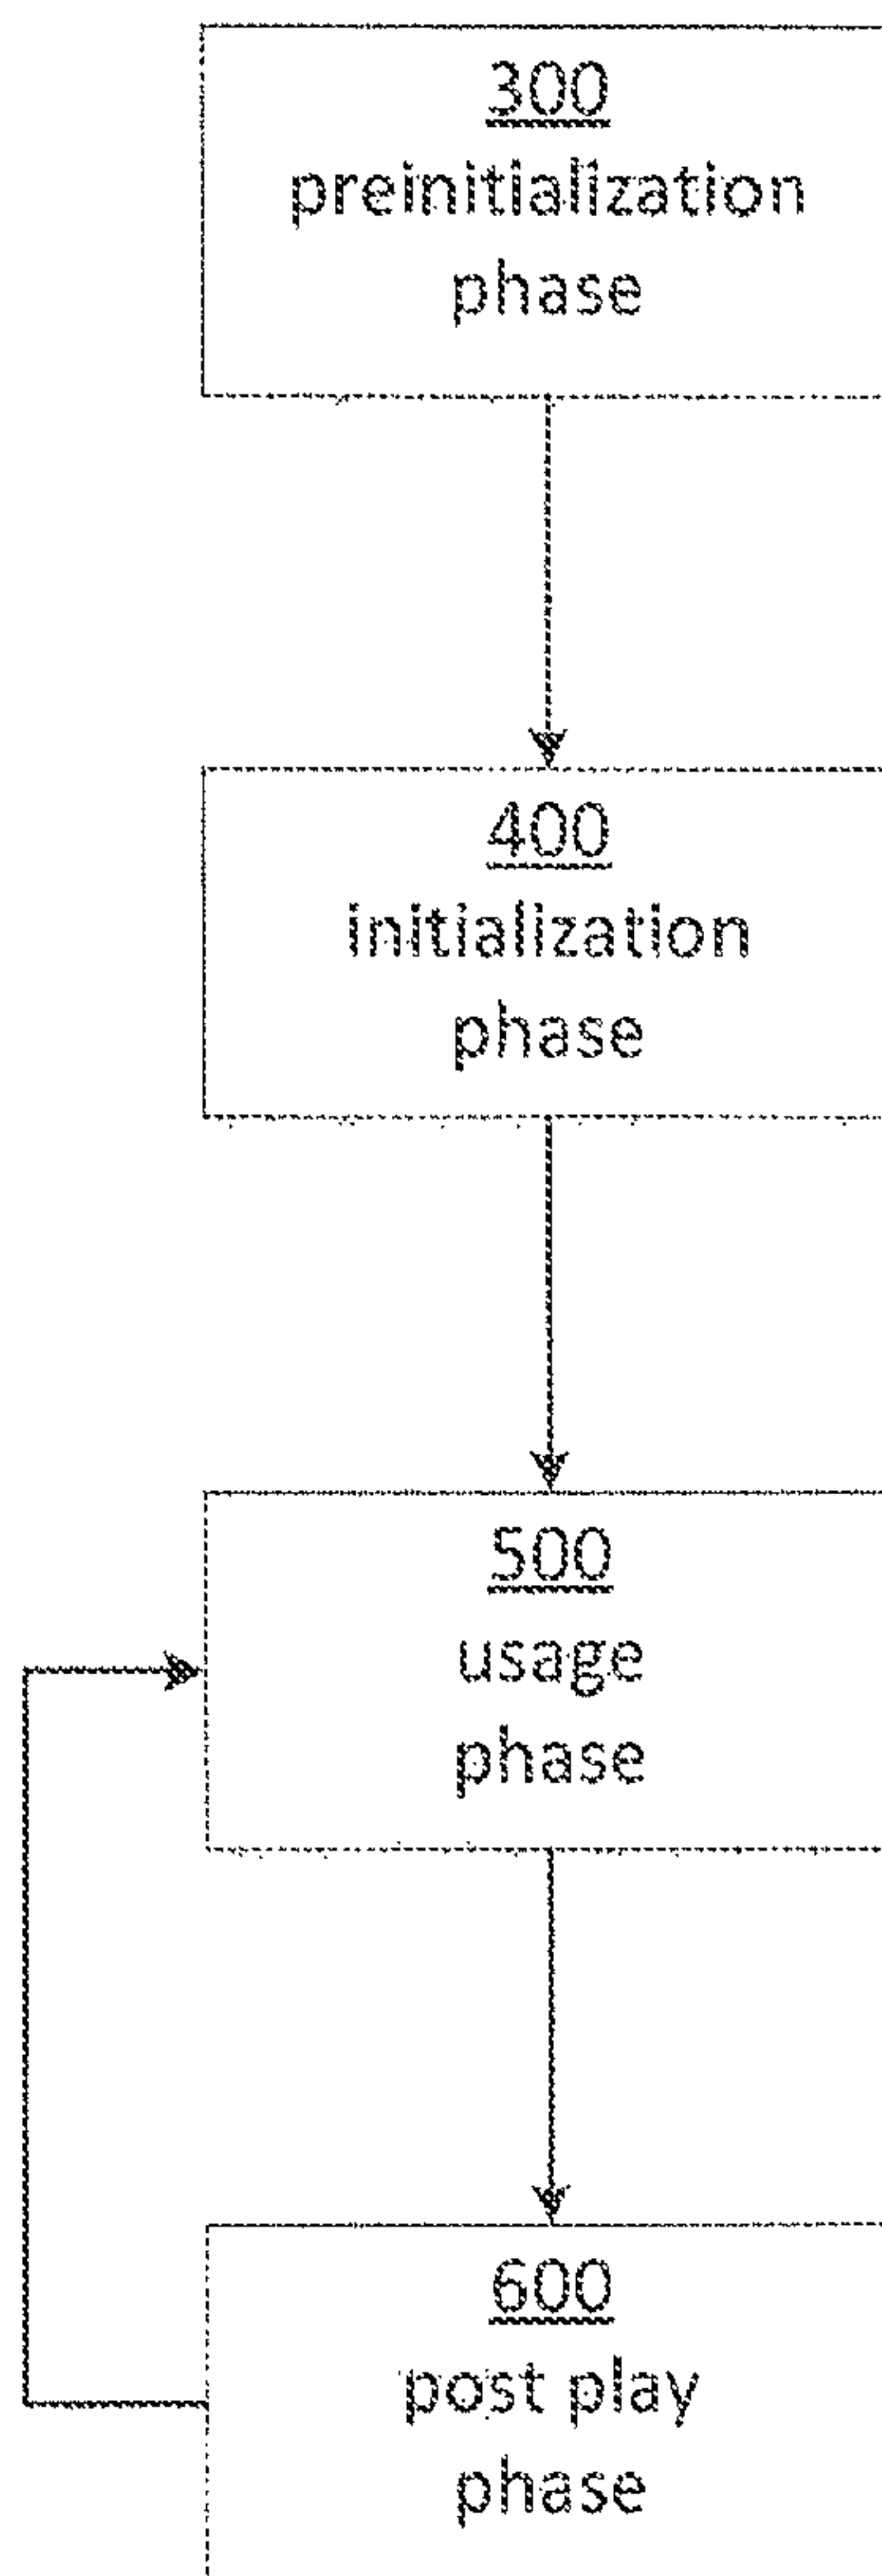 300
preinitialization
phase
400
initialization
phase
500
usage
phase
600
post play
phase